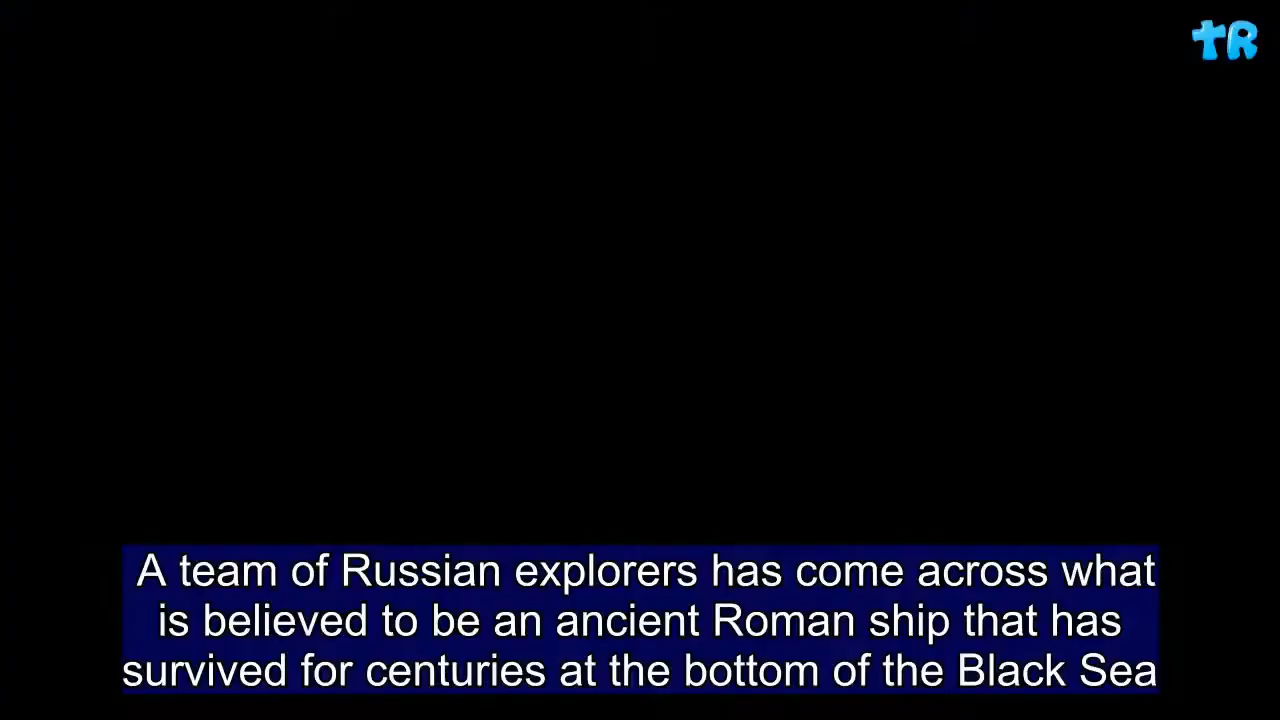 TR
A team of Russian explorers has come across what
is believed to be an ancient Roman ship that has
survived for centuries at the bottom of the Black Sea